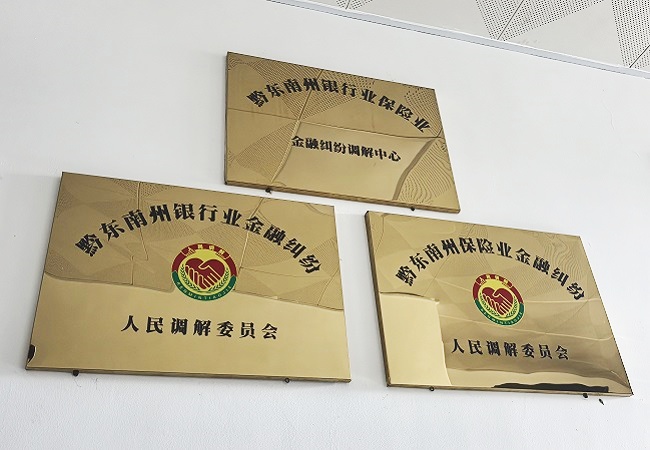 黔东南州银行业保险业
金融纠纷调解中心
黔东南州银行业金融纠纷
人民调解委员会
黔东南州保险业金融纠纷
人民调解委员会